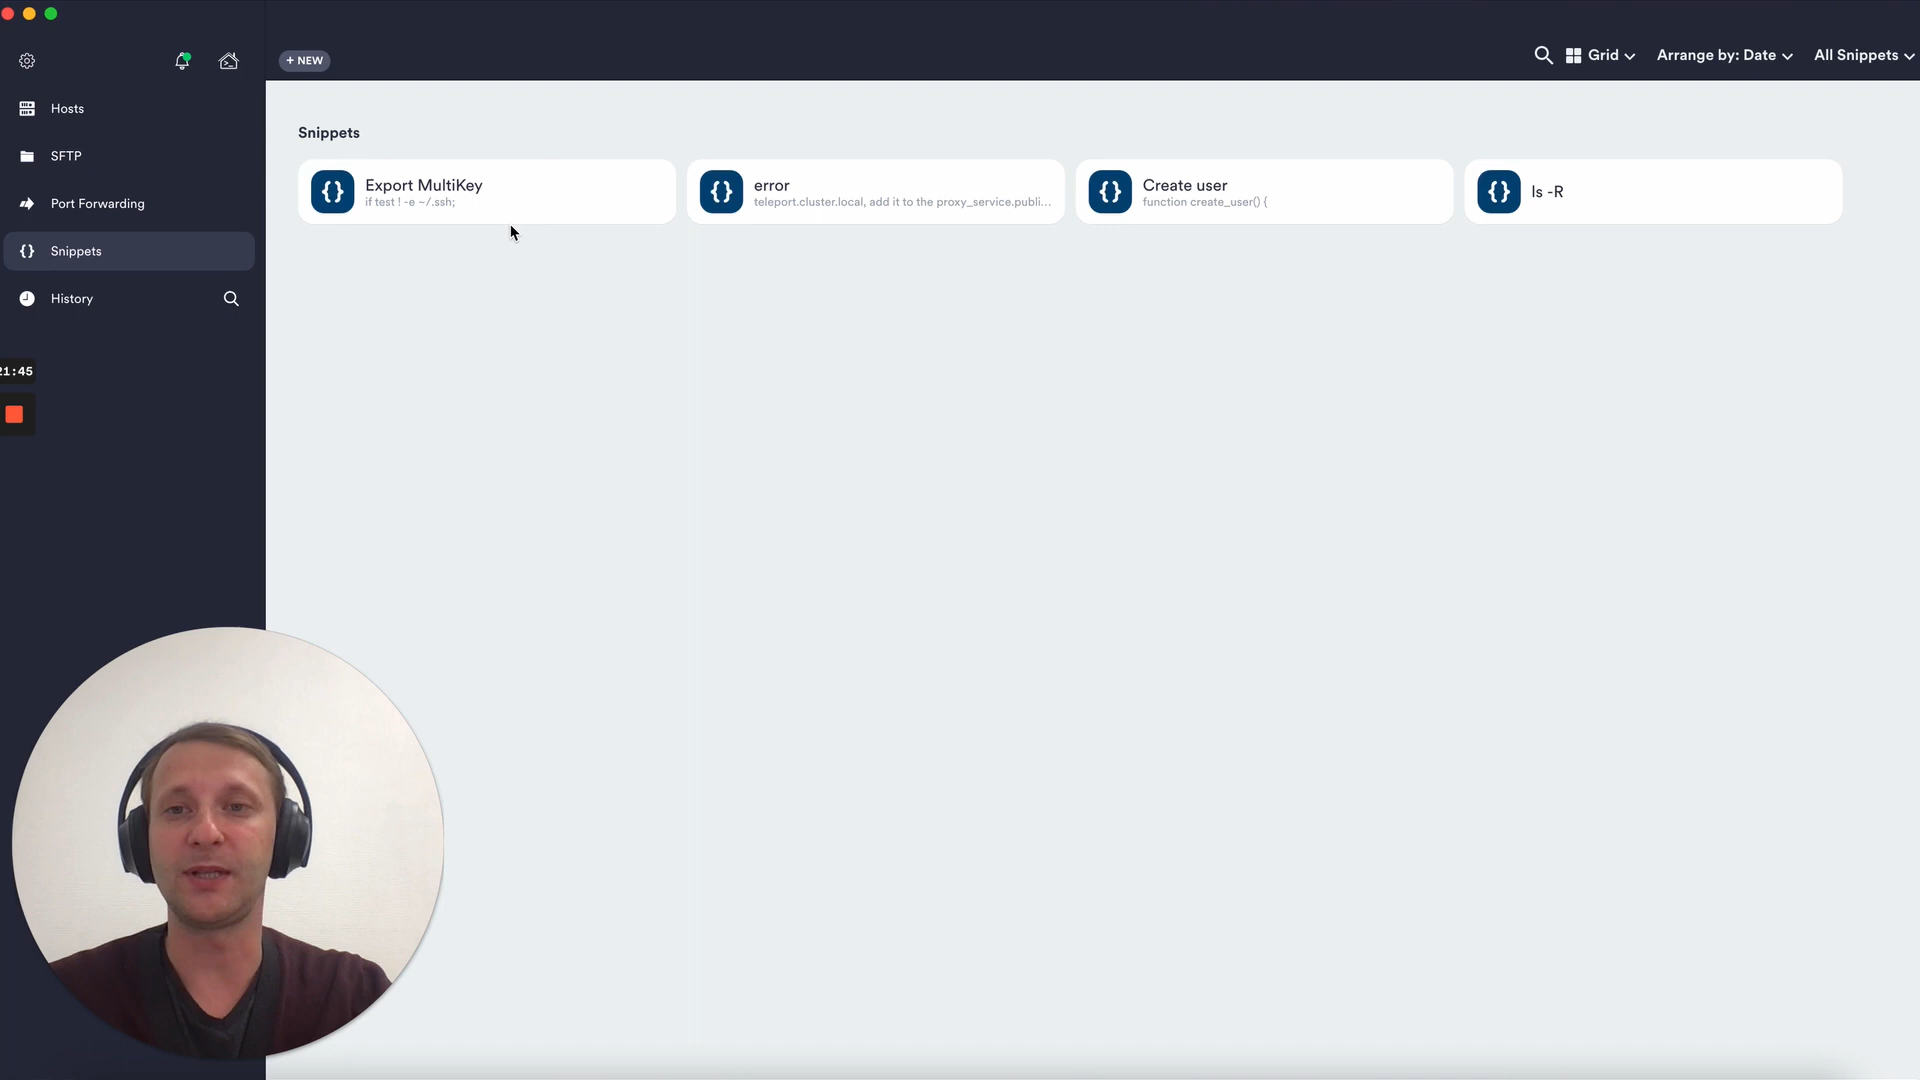 + NEW
Grid
Arrange by: Date
All Snippets
Hosts
SFTP
Port Forwarding
Snippets
History
21:45
Snippets
Export MultiKey
if test ! -e ~/.ssh;
error
teleport.cluster.local, add it to the proxy_service.publi...
Create user
function create_user() {
ls -R